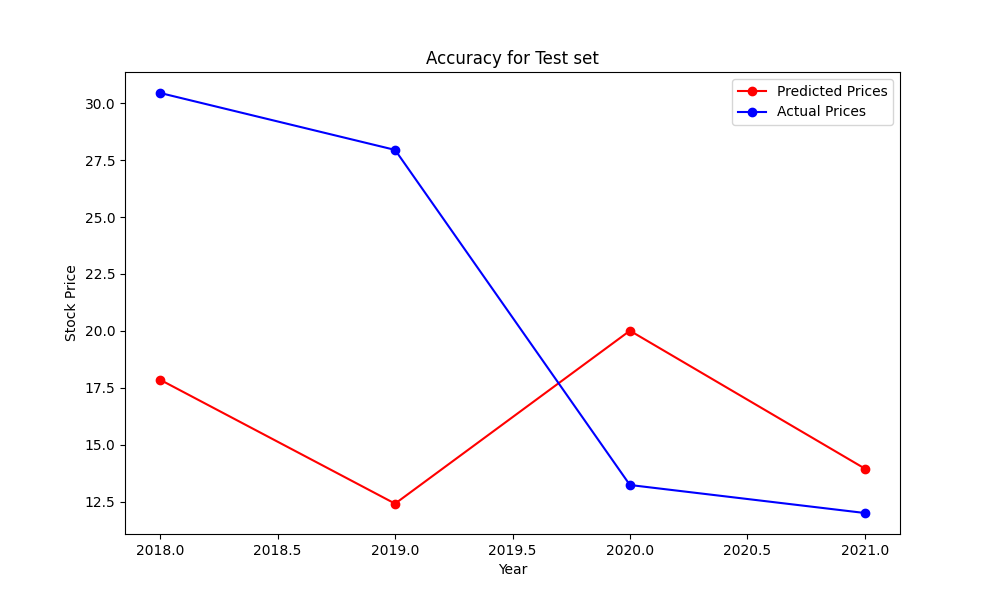 Accuracy for Test set
Predicted Prices
Actual Prices
30.0
27.5
25.0
22.5
20.0
17.5
15.0
12.5
Stock Price
2018.0 2018.5 2019.0 2019.5 2020.0 2020.5 2021.0
Year